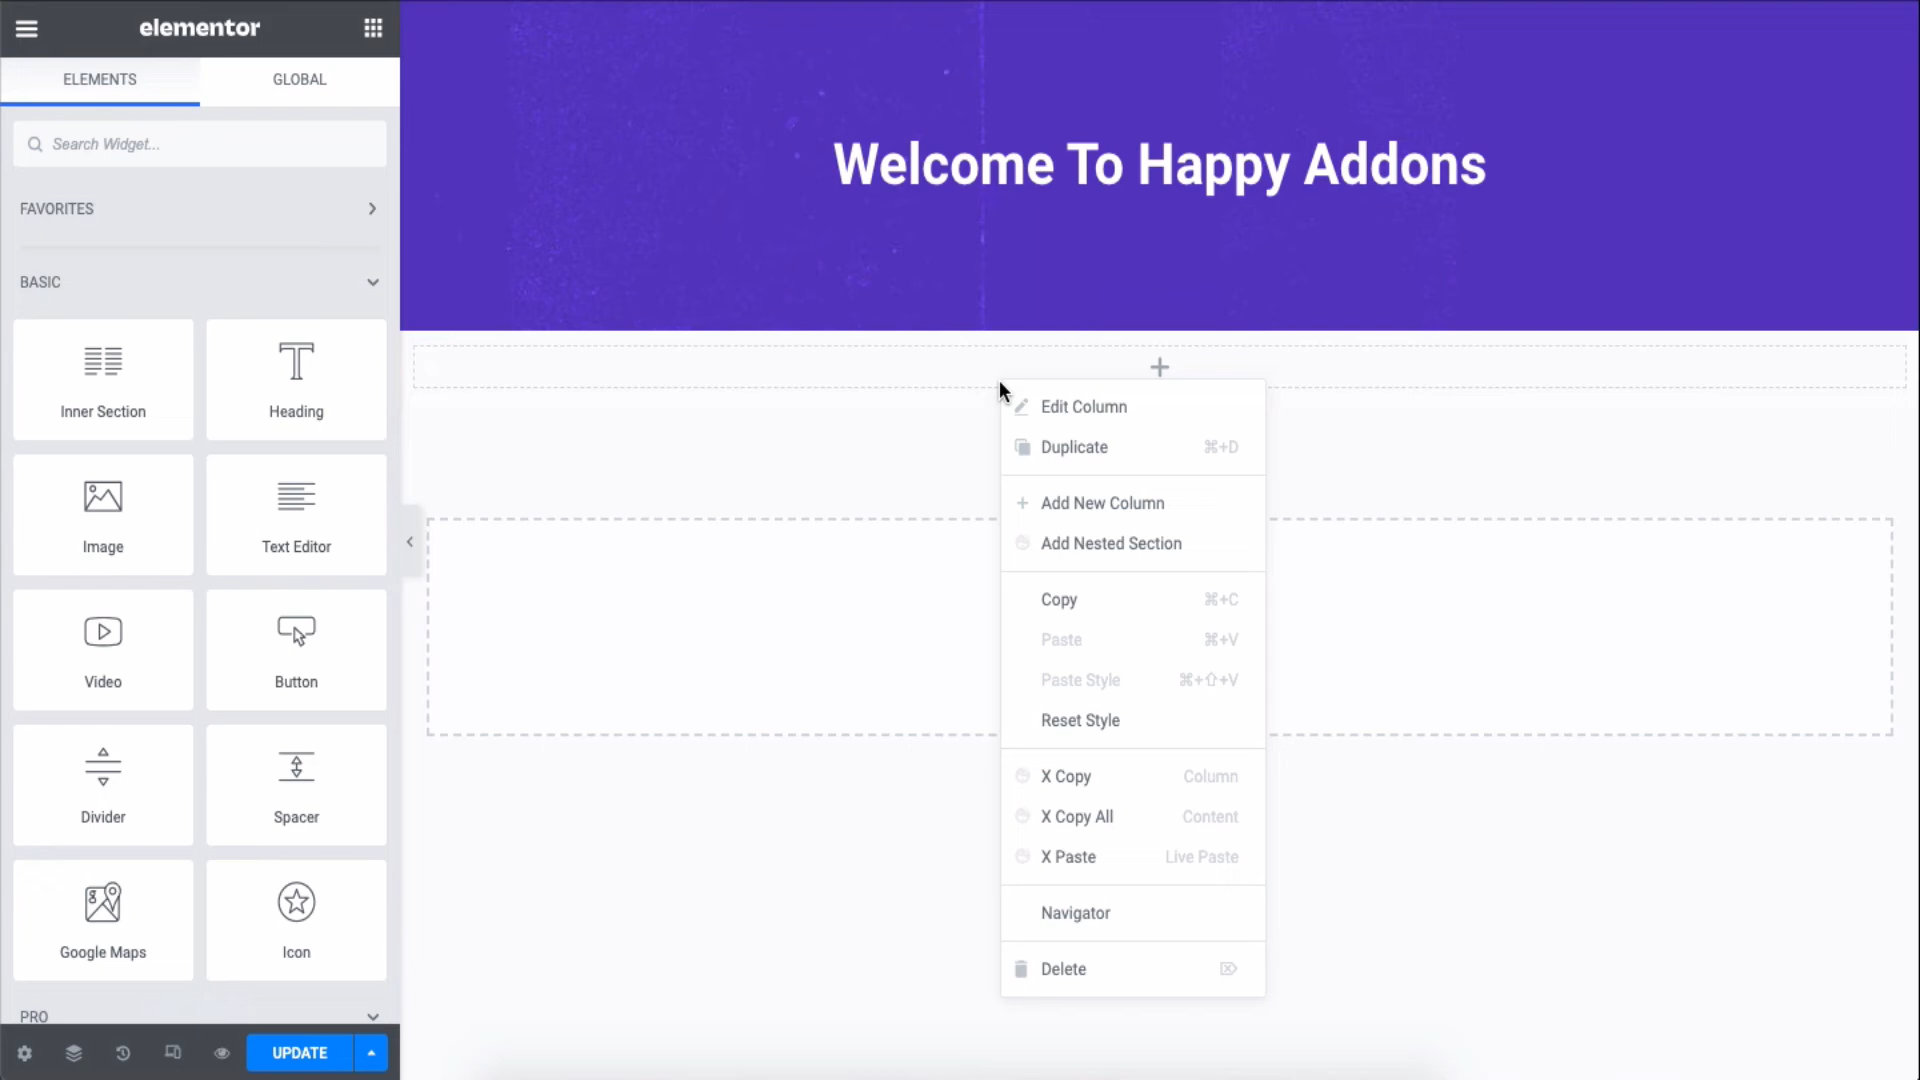 elementor
ELEMENTS
GLOBAL
Search Widget...
FAVORITES
BASIC
Inner Section
Heading
Image
Text Editor
Video
Button
Divider
Spacer
Google Maps
Icon
PRO
UPDATE
Welcome To Happy Addons
Edit Column
Duplicate ⌘+D
Add New Column
Add Nested Section
Copy ⌘+C
Paste ⌘+V
Paste Style ⌘+⇧+V
Reset Style
X Copy Column
X Copy All Content
X Paste Live Paste
Navigator
Delete ⌦